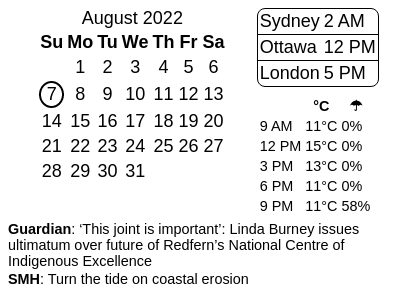 August 2022
Su Mo Tu We Th Fr Sa
1 2 3 4 5 6
7 8 9 10 11 12 13
14 15 16 17 18 19 20
21 22 23 24 25 26 27
28 29 30 31
Sydney 2 AM
Ottawa 12 PM
London 5 PM
°C ☂
9 AM 11°C 0%
12 PM 15°C 0%
3 PM 13°C 0%
6 PM 11°C 0%
9 PM 11°C 58%
Guardian: ‘This joint is important’: Linda Burney issues
ultimatum over future of Redfern’s National Centre of
Indigenous Excellence
SMH: Turn the tide on coastal erosion